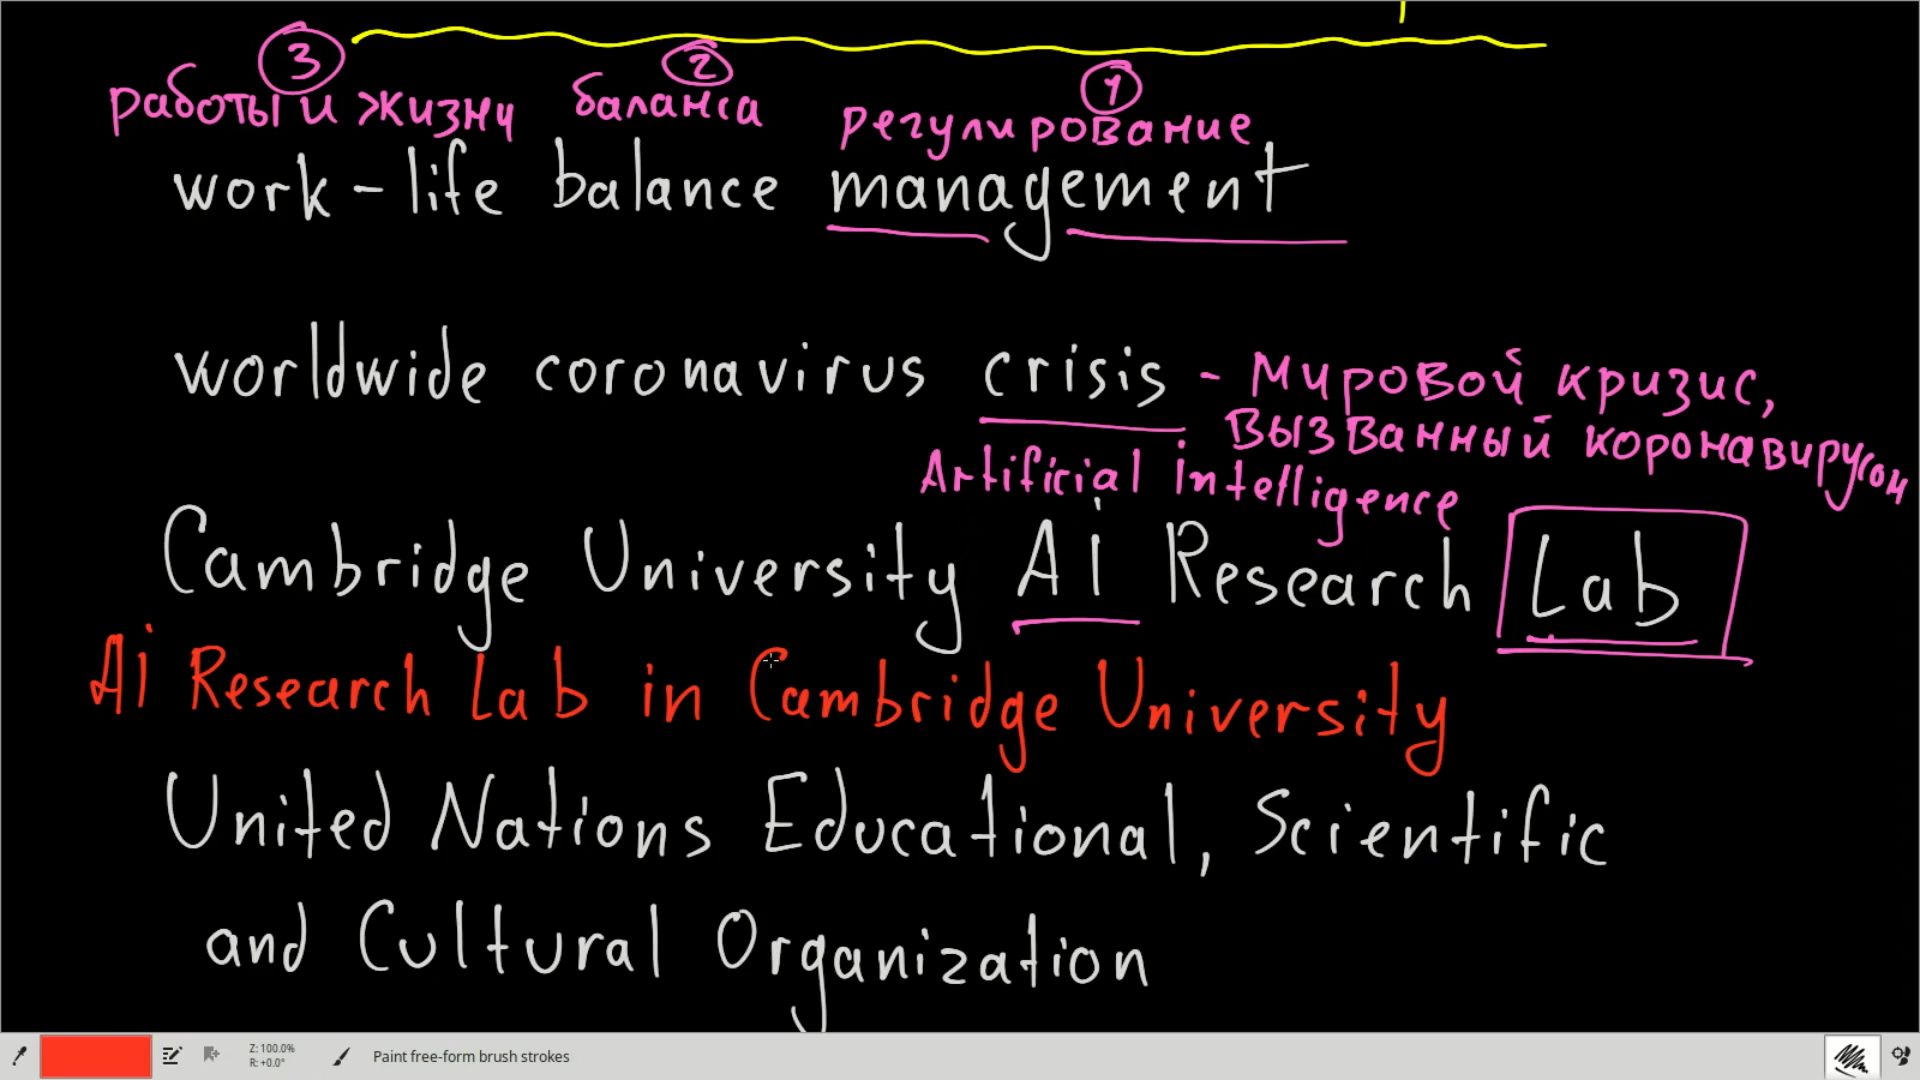 3 2 1
работы и жизни баланса регулирование
work-life balance management
worldwide coronavirus crisis - Мировой кризис,
вызванный коронавирусом
Artificial intelligence
Cambridge University AI Research Lab
AI Research Lab in Cambridge University
United Nations Educational, Scientific
and Cultural Organization
Z: 100.0%
R: +0.0°
Paint free-form brush strokes